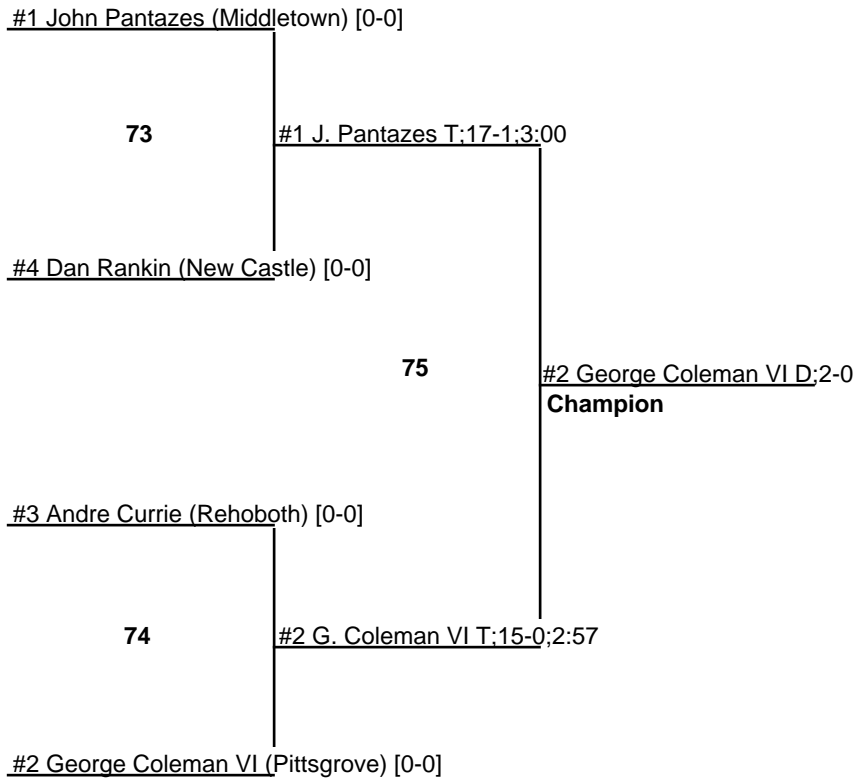 #1 John Pantazes (Middletown) [0-0]
73
#1 J. Pantazes T;17-1;3:00
#4 Dan Rankin (New Castle) [0-0]
75
#2 George Coleman VI D;2-0
Champion
#3 Andre Currie (Rehoboth) [0-0]
74
#2 G. Coleman VI T;15-0;2:57
#2 George Coleman VI (Pittsgrove) [0-0]